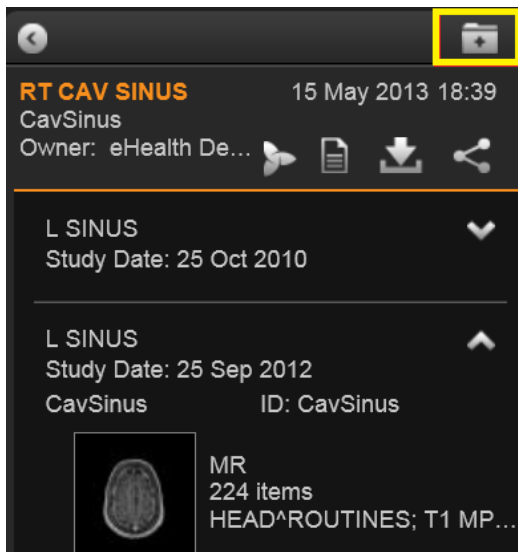 RT CAV SINUS 15 May 2013 18:39
CavSinus
Owner: eHealth De...
L SINUS
Study Date: 25 Oct 2010
L SINUS
Study Date: 25 Sep 2012
CavSinus ID: CavSinus
MR
224 items
HEAD^ROUTINES; T1 MP...